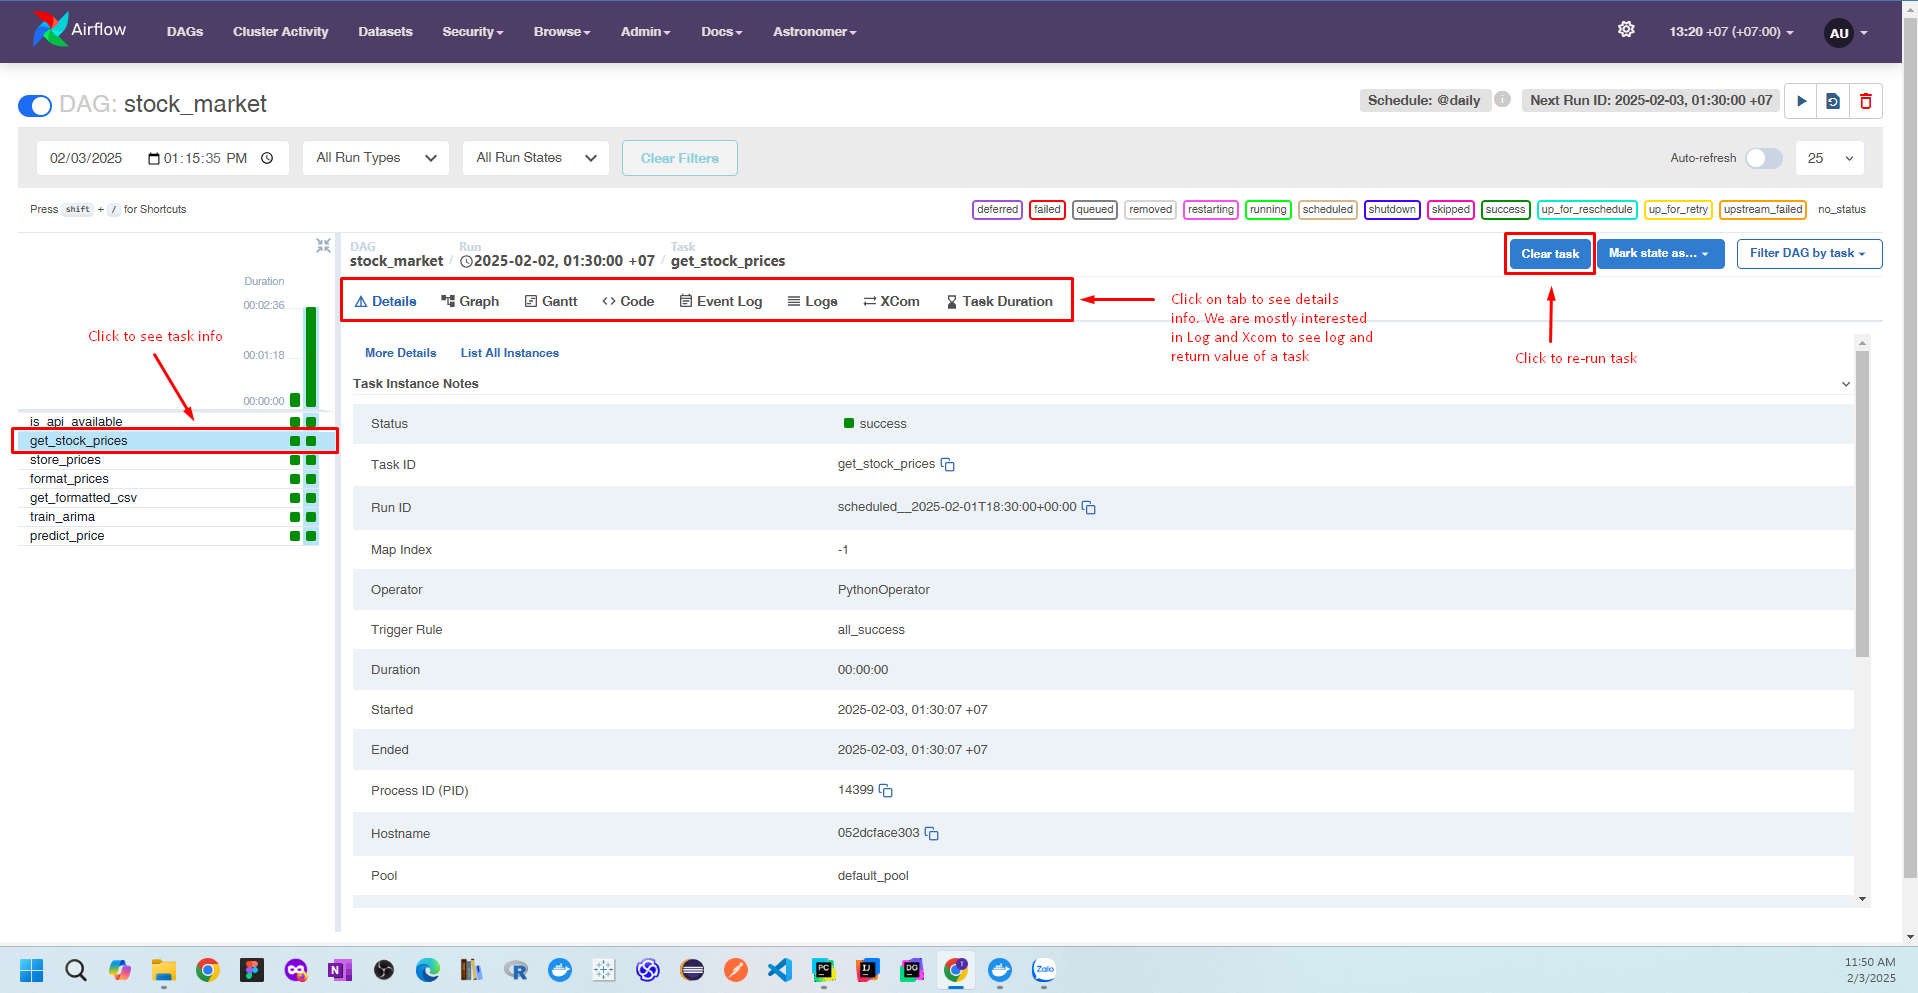 Airflow
DAGs
Cluster Activity
Datasets
Security
Browse
Admin
Docs
Astronomer
13:20 +07 (+07:00)
AU
DAG: stock_market
Schedule: @daily
i
Next Run ID: 2025-02-03, 01:30:00 +07
02/03/2025
01:15:35 PM
All Run Types
All Run States
Clear Filters
Auto-refresh
25
Press shift + / for Shortcuts
deferred
failed
queued
removed
restarting
running
scheduled
shutdown
skipped
success
up_for_reschedule
up_for_retry
upstream_failed
no_status
DAG
stock_market
/
Run
2025-02-02, 01:30:00 +07
/
Task
get_stock_prices
Clear task
Mark state as...
Filter DAG by task
Duration
00:02:36
00:01:18
00:00:00
Click to see task info
is_api_available
get_stock_prices
store_prices
format_prices
get_formatted_csv
train_arima
predict_price
Details
Graph
Gantt
Code
Event Log
Logs
XCom
Task Duration
Click on tab to see details
info. We are mostly interested
in Log and Xcom to see log and
return value of a task
Click to re-run task
More Details
List All Instances
Task Instance Notes
Status
success
Task ID
get_stock_prices
Run ID
scheduled__2025-02-01T18:30:00+00:00
Map Index
-1
Operator
PythonOperator
Trigger Rule
all_success
Duration
00:00:00
Started
2025-02-03, 01:30:07 +07
Ended
2025-02-03, 01:30:07 +07
Process ID (PID)
14399
Hostname
052dcface303
Pool
default_pool
N
R
PC
IJ
DG
T
Zalo
11:50 AM
2/3/2025